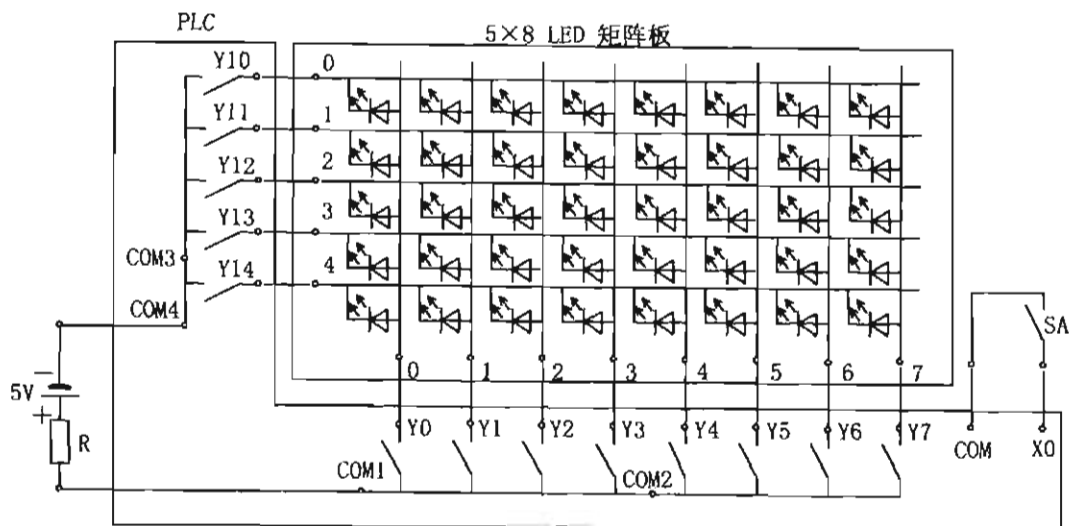 PLC
5×8 LED 矩阵板
Y10
0
Y11
1
Y12
2
Y13
3
COM3
Y14
4
COM4
SA
5V
−
+
R
0 1 2 3 4 5 6 7
Y0 Y1 Y2 Y3 Y4 Y5 Y6 Y7
COM X0
COM1 COM2